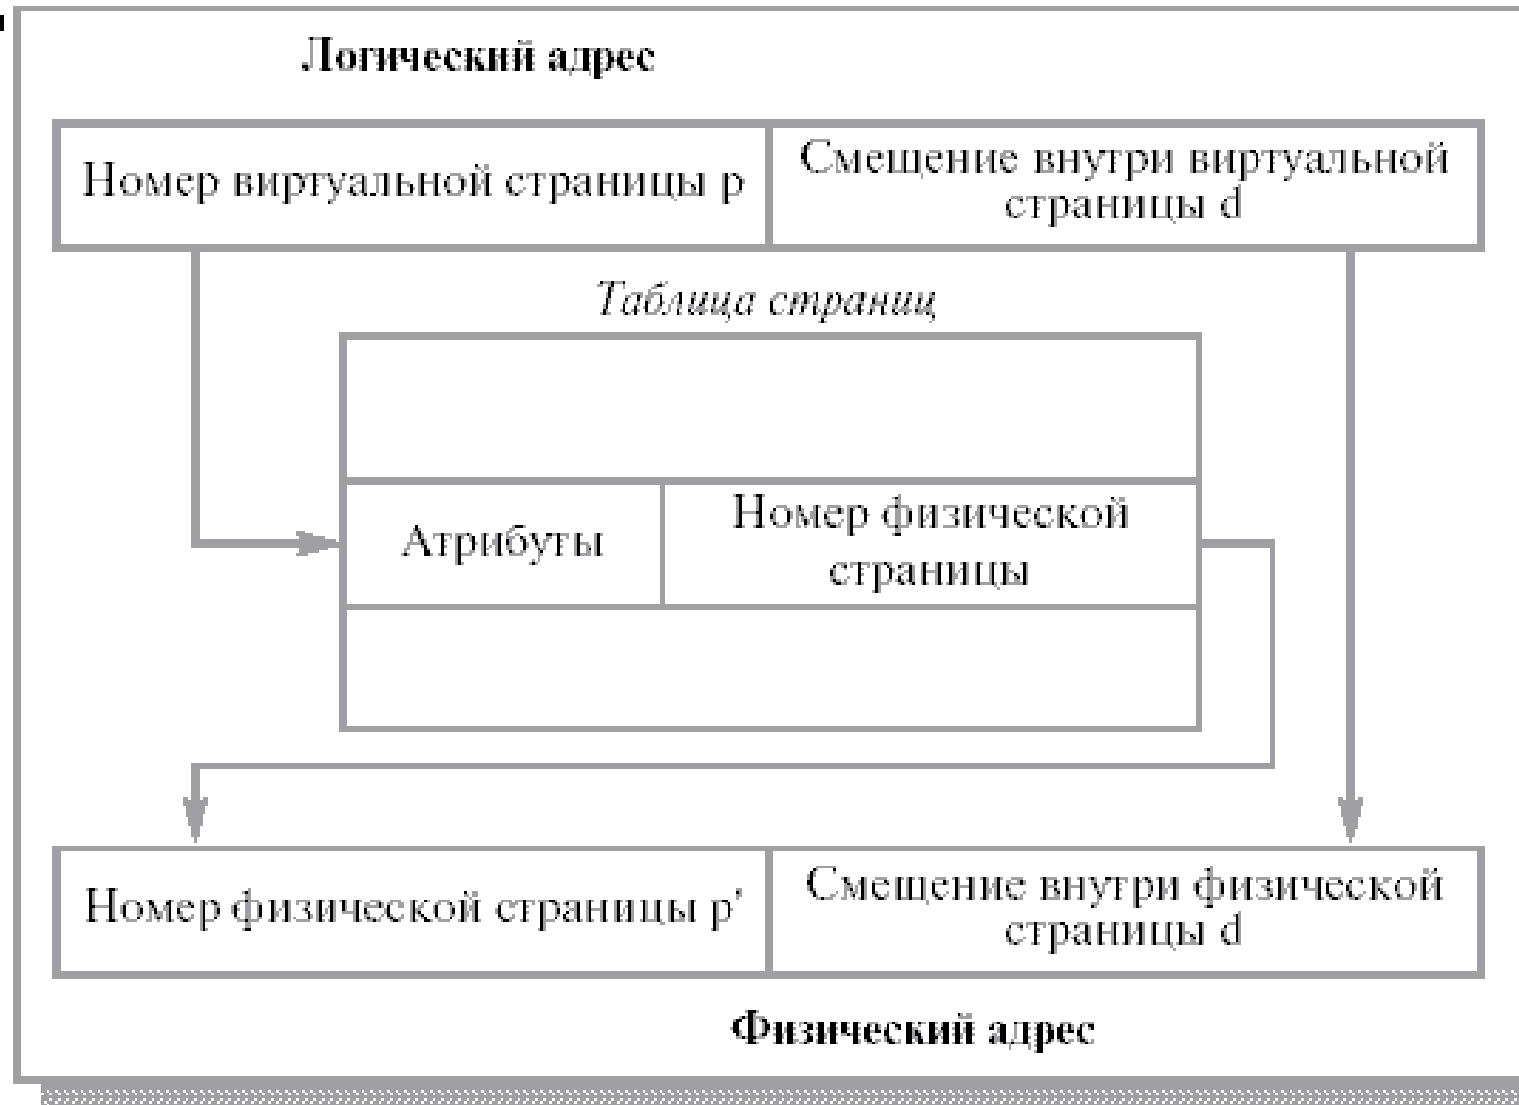 Логический адрес
Номер виртуальной страницы p
Смещение внутри виртуальной
страницы d
Таблица страниц
Атрибуты
Номер физической
страницы
Номер физической страницы p'
Смещение внутри физической
страницы d
Физический адрес